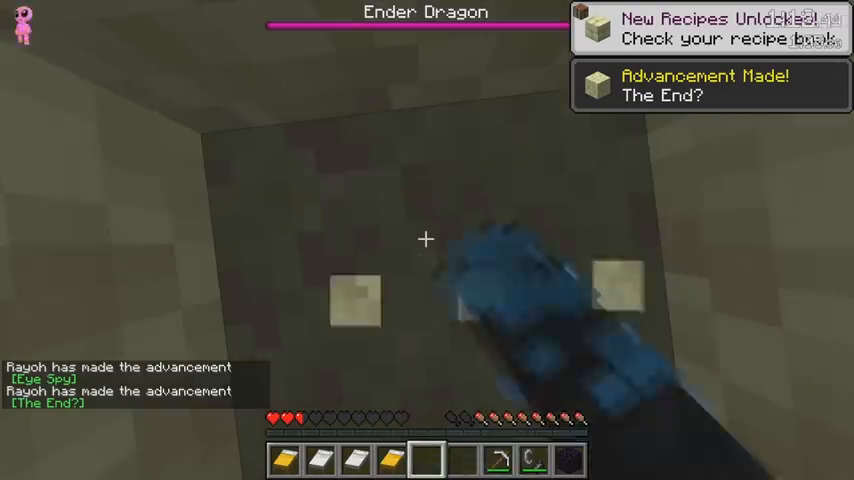 Ender Dragon
New Recipes Unlocked!
Check your recipe book
Advancement Made!
The End?
Rayoh has made the advancement
[Eye Spy]
Rayoh has made the advancement
[The End?]